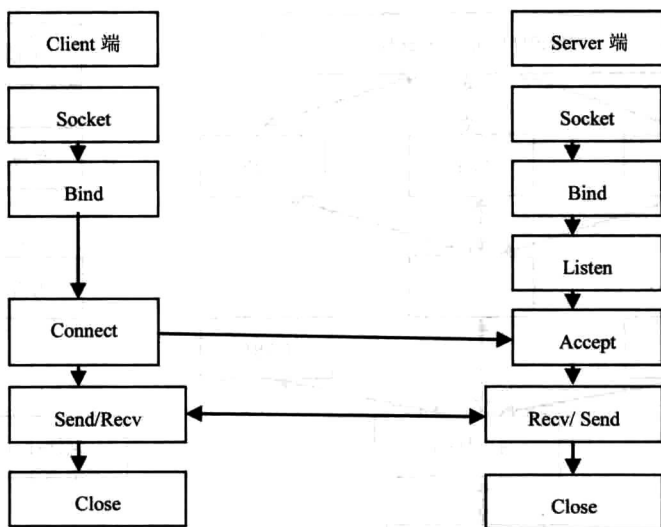 Client 端
Server 端
Socket
Socket
Bind
Bind
Listen
Connect
Accept
Send/Recv
Recv/ Send
Close
Close